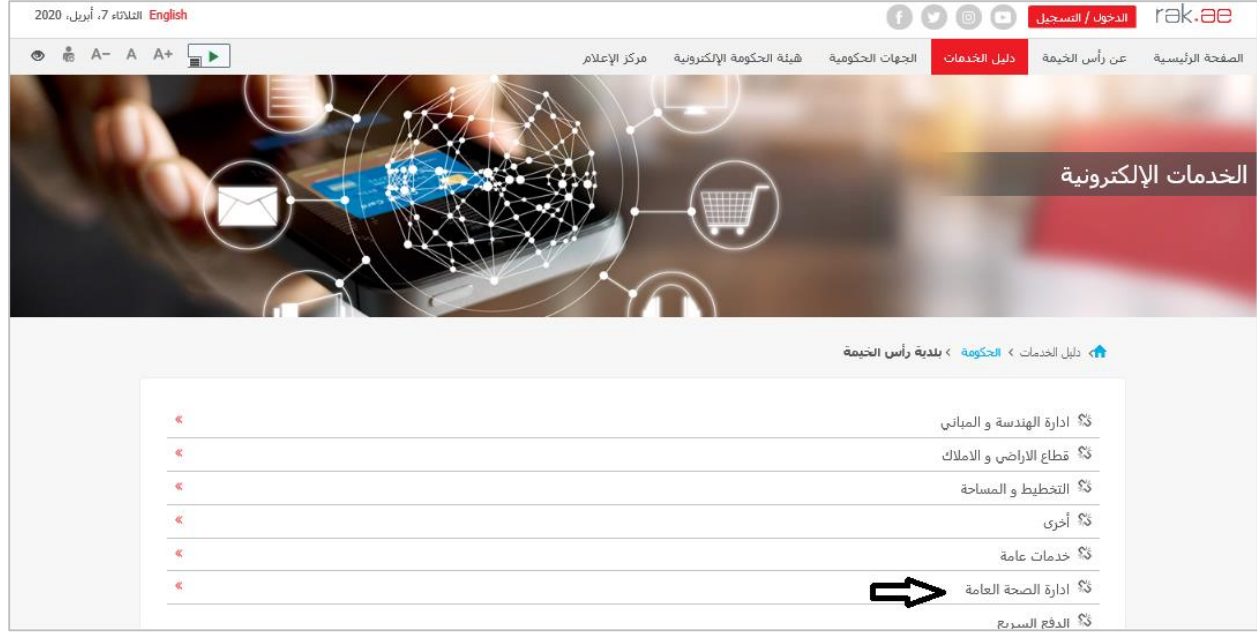 rak.ae الدخول / التسجيل English الثلاثاء 7، أبريل، 2020
الصفحة الرئيسية عن رأس الخيمة دليل الخدمات الجهات الحكومية هيئة الحكومة الإلكترونية مركز الإعلام A+ A A-
الخدمات الإلكترونية
دليل الخدمات › الحكومة › بلدية رأس الخيمة
ادارة الهندسة و المباني
قطاع الاراضي و الاملاك
التخطيط و المساحة
أخرى
خدمات عامة
ادارة الصحة العامة
الدفع السريع